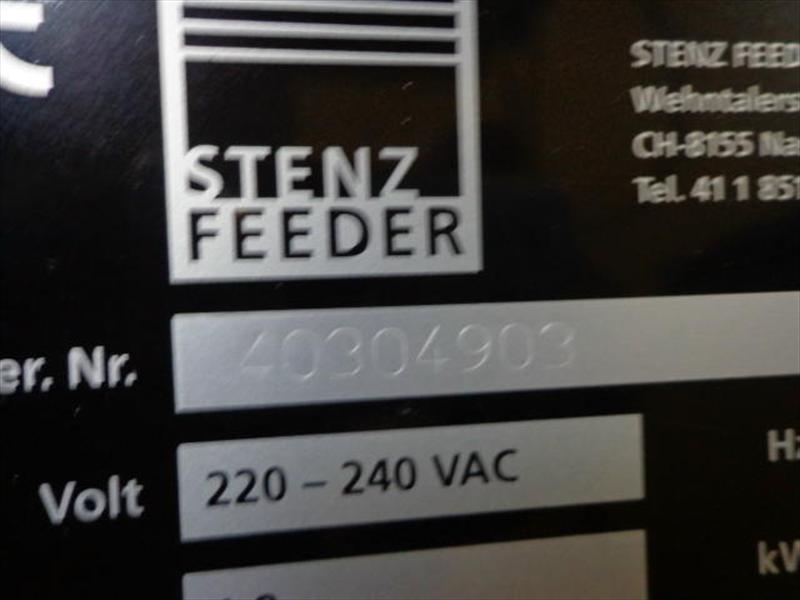 STENZ
FEEDER
STENZ FEED
Wehntalers
CH-8155 Na
Tel. 41 1 851
er. Nr. 40304903
Volt 220 – 240 VAC
Hz
kW